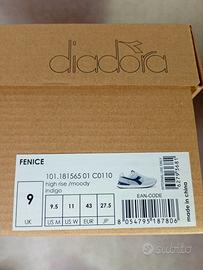 diadora
FENICE
101.181565 01 C0110
high rise /moody
indigo
EAN-CODE
9
9.5
11
43
27.5
UK
US M
US W
EUR
JP
8 054795 187806
made in china
Subito